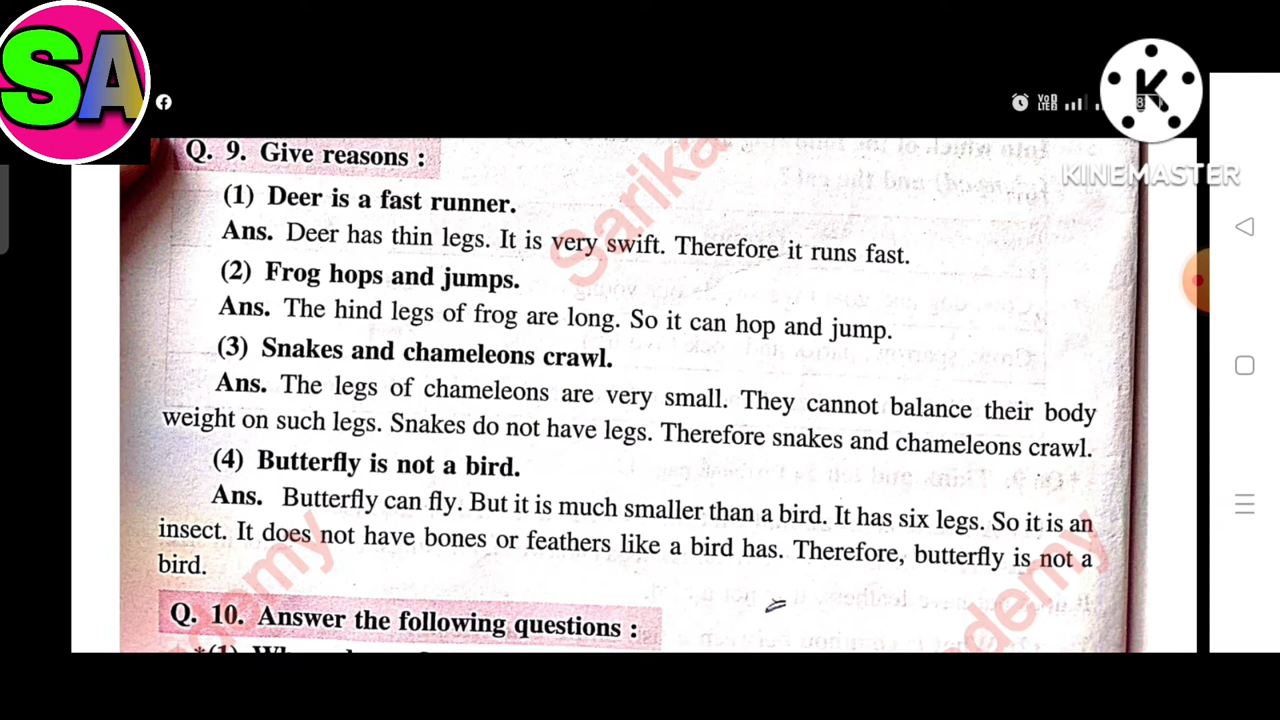 SA
VoD
LTE2
K
KINEMASTER
Q. 9. Give reasons :
(1) Deer is a fast runner.
Ans. Deer has thin legs. It is very swift. Therefore it runs fast.
(2) Frog hops and jumps.
Ans. The hind legs of frog are long. So it can hop and jump.
(3) Snakes and chameleons crawl.
Ans. The legs of chameleons are very small. They cannot balance their body
weight on such legs. Snakes do not have legs. Therefore snakes and chameleons crawl.
(4) Butterfly is not a bird.
Ans. Butterfly can fly. But it is much smaller than a bird. It has six legs. So it is an
insect. It does not have bones or feathers like a bird has. Therefore, butterfly is not a
bird.
Q. 10. Answer the following questions :
Sarika
demy
ademy